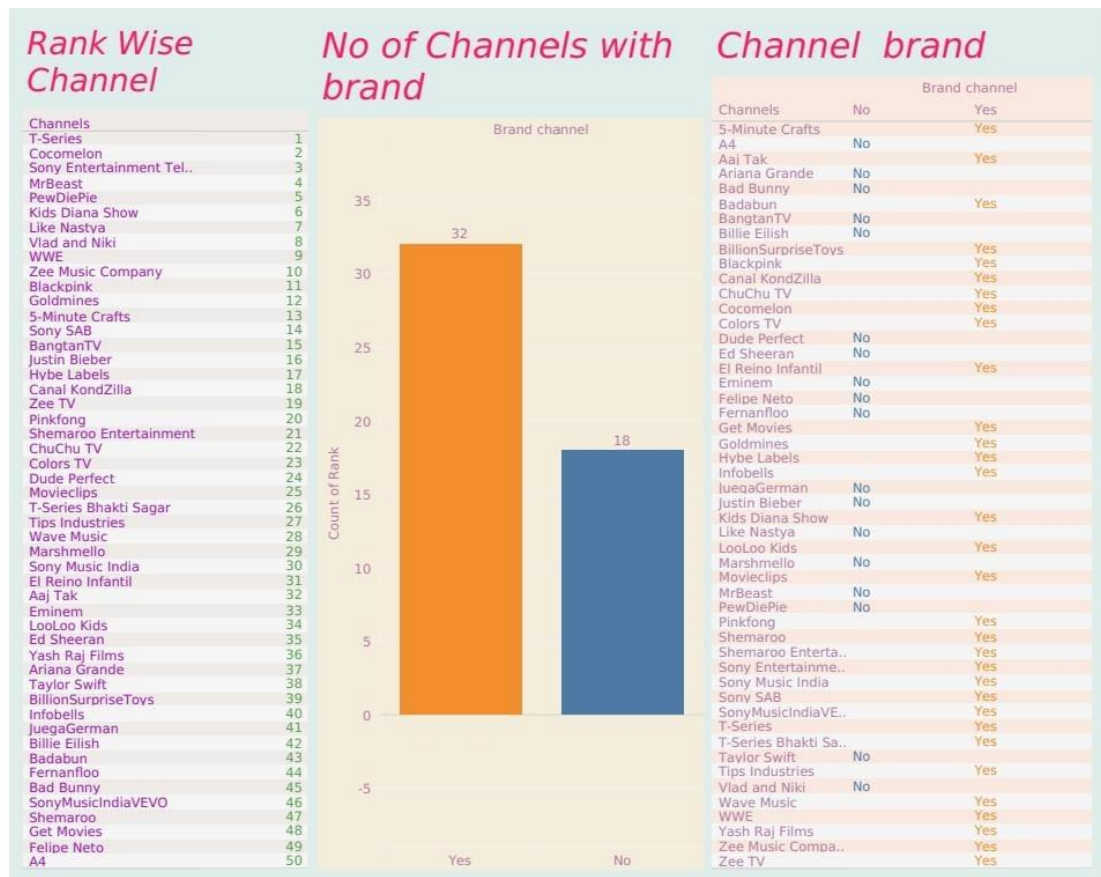 Rank Wise
Channel
Channels
T-Series 1
Cocomelon 2
Sony Entertainment Tel.. 3
MrBeast 4
PewDiePie 5
Kids Diana Show 6
Like Nastya 7
Vlad and Niki 8
WWE 9
Zee Music Company 10
Blackpink 11
Goldmines 12
5-Minute Crafts 13
Sony SAB 14
BangtanTV 15
Justin Bieber 16
Hybe Labels 17
Canal KondZilla 18
Zee TV 19
Pinkfong 20
Shemaroo Entertainment 21
ChuChu TV 22
Colors TV 23
Dude Perfect 24
Movieclips 25
T-Series Bhakti Sagar 26
Tips Industries 27
Wave Music 28
Marshmello 29
Sony Music India 30
El Reino Infantil 31
Aaj Tak 32
Eminem 33
LooLoo Kids 34
Ed Sheeran 35
Yash Raj Films 36
Ariana Grande 37
Taylor Swift 38
BillionSurpriseToys 39
Infobells 40
JuegaGerman 41
Billie Eilish 42
Badabun 43
Fernanfloo 44
Bad Bunny 45
SonyMusicIndiaVEVO 46
Shemaroo 47
Get Movies 48
Felipe Neto 49
A4 50
No of Channels with
brand
Brand channel
35
32
30
25
20
18
Count of Rank
15
10
5
0
-5
Yes No
Channel brand
Brand channel
Channels No Yes
5-Minute Crafts Yes
A4 No
Aaj Tak Yes
Ariana Grande No
Bad Bunny No
Badabun Yes
BangtanTV No
Billie Eilish No
BillionSurpriseToys Yes
Blackpink Yes
Canal KondZilla Yes
ChuChu TV Yes
Cocomelon Yes
Colors TV Yes
Dude Perfect No
Ed Sheeran No
El Reino Infantil Yes
Eminem No
Felipe Neto No
Fernanfloo No
Get Movies Yes
Goldmines Yes
Hybe Labels Yes
Infobells Yes
JuegaGerman No
Justin Bieber No
Kids Diana Show Yes
Like Nastya No
LooLoo Kids Yes
Marshmello No
Movieclips Yes
MrBeast No
PewDiePie No
Pinkfong Yes
Shemaroo Yes
Shemaroo Enterta.. Yes
Sony Entertainme.. Yes
Sony Music India Yes
Sony SAB Yes
SonyMusicIndiaVE.. Yes
T-Series Yes
T-Series Bhakti Sa.. Yes
Taylor Swift No
Tips Industries Yes
Vlad and Niki No
Wave Music Yes
WWE Yes
Yash Raj Films Yes
Zee Music Compa.. Yes
Zee TV Yes